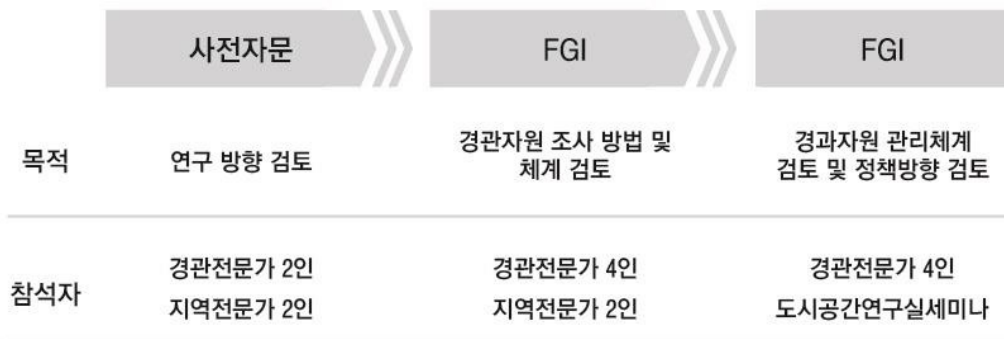 사전자문
FGI
FGI
목적
연구 방향 검토
경관자원 조사 방법 및
체계 검토
경과자원 관리체계
검토 및 정책방향 검토
참석자
경관전문가 2인
지역전문가 2인
경관전문가 4인
지역전문가 2인
경관전문가 4인
도시공간연구실세미나